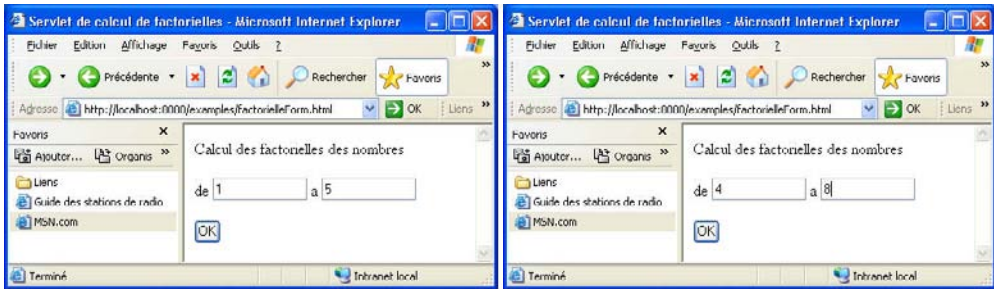 Servlet de calcul de factorielles - Microsoft Internet Explorer
Fichier Edition Affichage Favoris Outils ?
Précédente Rechercher Favoris »
Adresse http://localhost:8080/examples/FactorielleForm.html OK Liens »
Favoris x
Ajouter... Organis »
Liens
Guide des stations de radio
MSN.com
Calcul des factorielles des nombres
de 1 a 5
OK
Terminé Intranet local
Servlet de calcul de factorielles - Microsoft Internet Explorer
Fichier Edition Affichage Favoris Outils ?
Précédente Rechercher Favoris »
Adresse http://localhost:8080/examples/FactorielleForm.html OK Liens »
Favoris x
Ajouter... Organis »
Liens
Guide des stations de radio
MSN.com
Calcul des factorielles des nombres
de 4 a 8
OK
Terminé Intranet local